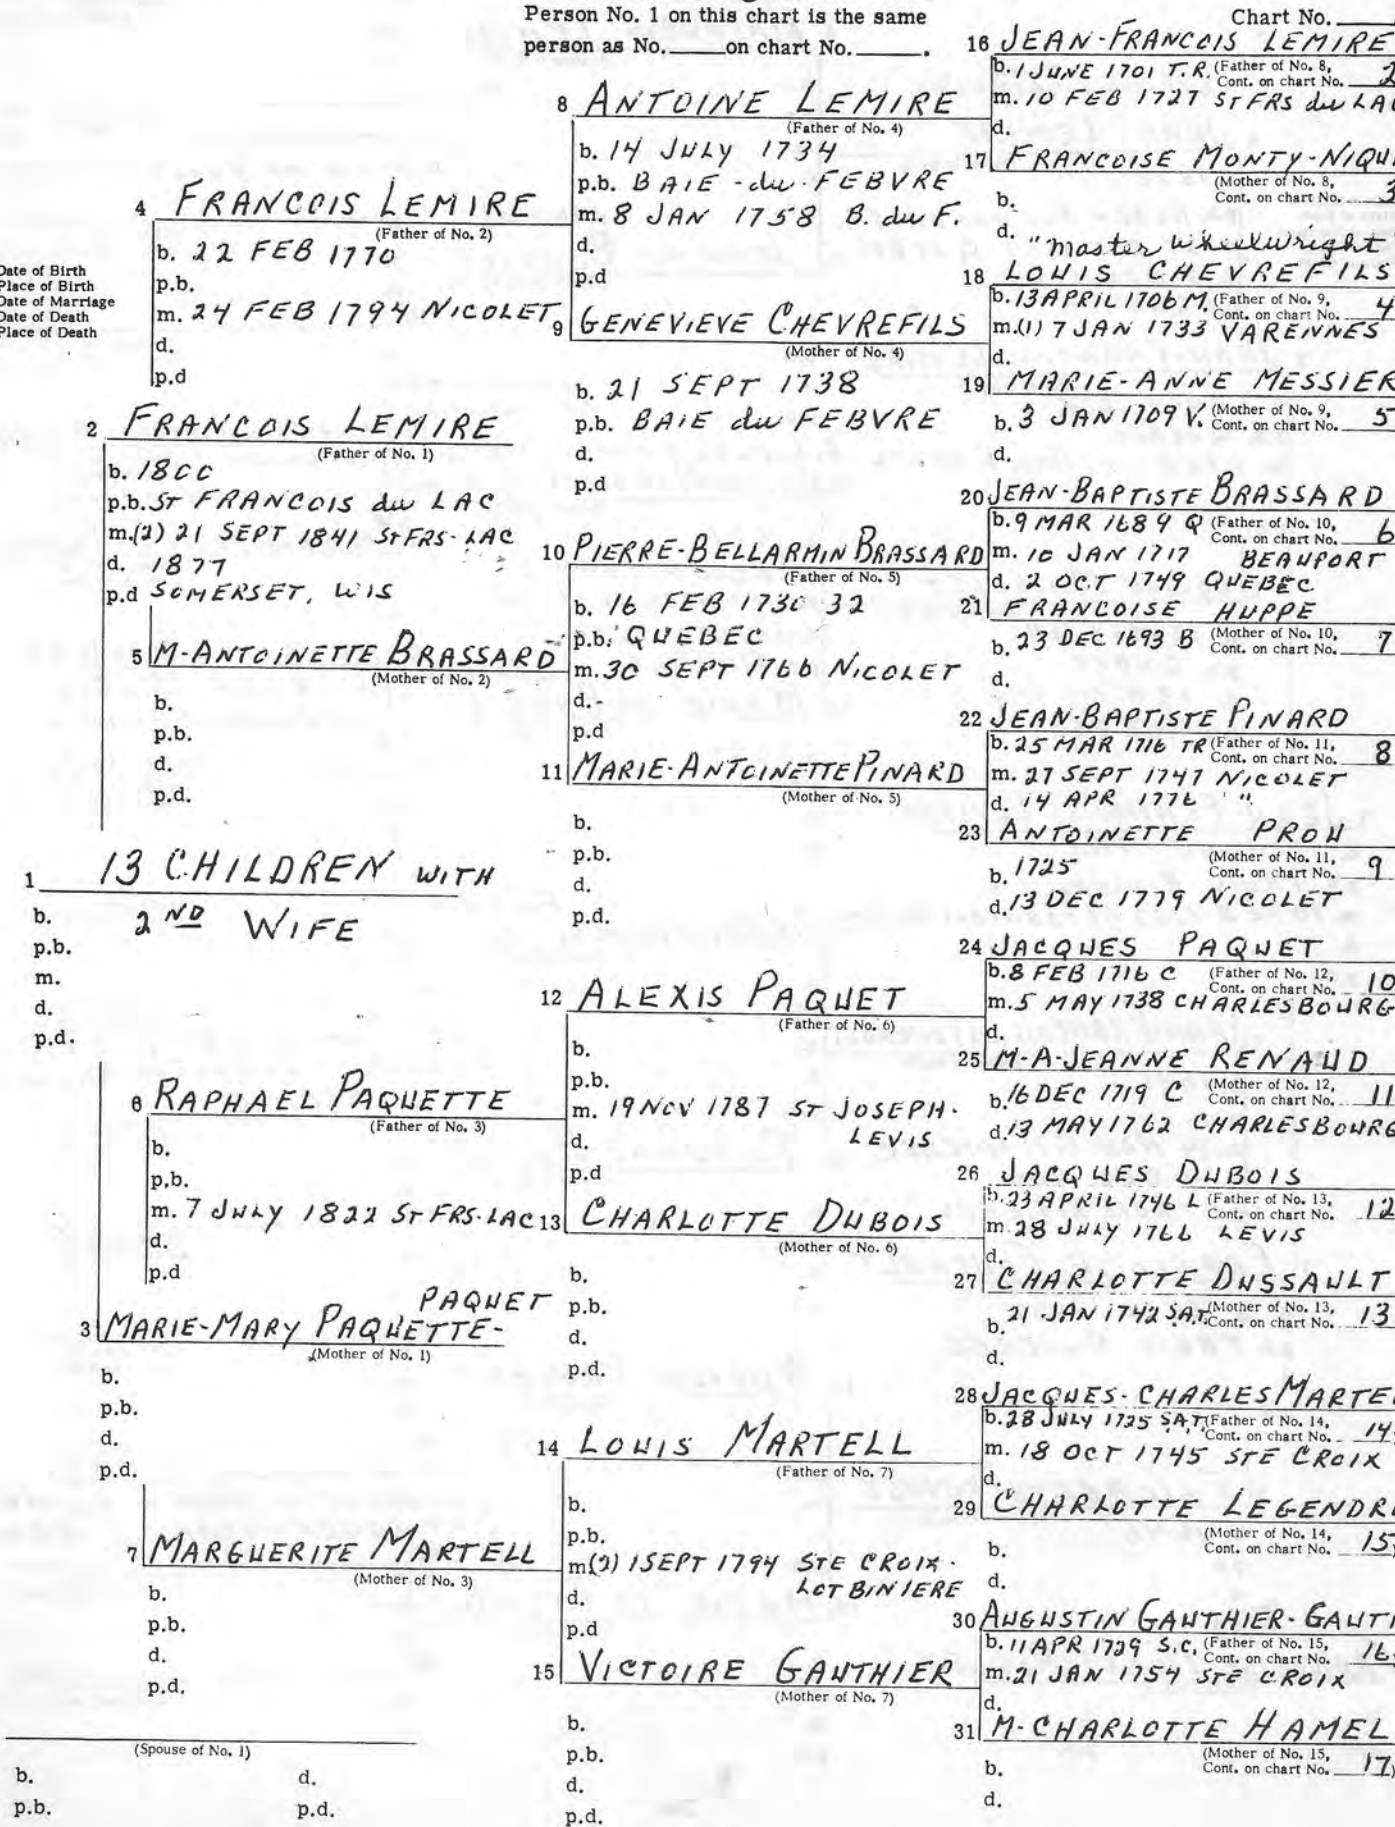 Person No. 1 on this chart is the same
person as No. on chart No. .
Chart No.
16 JEAN-FRANCOIS LEMIRE
b. 1 JUNE 1701 T.R. (Father of No. 8,
Cont. on chart No. 2
m. 10 FEB 1727 ST FRS du LAC
d.
17 FRANCOISE MONTY-NIQU
(Mother of No. 8,
Cont. on chart No. 3
b.
d.
8 ANTOINE LEMIRE
(Father of No. 4)
b. 14 JULY 1734
p.b. BAIE-du-FEBVRE
m. 8 JAN 1758 B. du F.
d.
p.d
4 FRANCOIS LEMIRE
(Father of No. 2)
b. 22 FEB 1770
p.b.
m. 24 FEB 1794 NICOLET
d.
p.d
Date of Birth
Place of Birth
Date of Marriage
Date of Death
Place of Death
"Master Wheelwright"
18 LOUIS CHEVREFILS
b. 13 APRIL 1706 M. (Father of No. 9,
Cont. on chart No. 4
m.(1) 7 JAN 1733 VARENNES
d.
9 GENEVIEVE CHEVREFILS
(Mother of No. 4)
b. 21 SEPT 1738
p.b. BAIE du FEBVRE
d.
p.d
19 MARIE-ANNE MESSIER
b. 3 JAN 1709 V. (Mother of No. 9,
Cont. on chart No. 5
d.
2 FRANCOIS LEMIRE
(Father of No. 1)
b. 1800
p.b. ST FRANCOIS du LAC
m.(2) 21 SEPT 1841 ST FRS-LAC
d. 1877
p.d SOMERSET, WIS
20 JEAN-BAPTISTE BRASSARD
b. 9 MAR 1689 Q (Father of No. 10,
Cont. on chart No. 6
m. 10 JAN 1717 BEAUPORT
d. 2 OCT 1749 QUEBEC
10 PIERRE-BELLARMIN BRASSARD
(Father of No. 5)
b. 16 FEB 1730 32
p.b. QUEBEC
m. 30 SEPT 1766 NICOLET
d.
p.d
21 FRANCOISE HUPPE
b. 23 DEC 1693 B (Mother of No. 10,
Cont. on chart No. 7
d.
5 M-ANTOINETTE BRASSARD
(Mother of No. 2)
b.
p.b.
d.
p.d.
22 JEAN-BAPTISTE PINARD
b. 25 MAR 1716 TR (Father of No. 11,
Cont. on chart No. 8
m. 27 SEPT 1747 NICOLET
d. 14 APR 1776 " "
11 MARIE-ANTOINETTE PINARD
(Mother of No. 5)
b.
p.b.
d.
p.d.
23 ANTOINETTE PROU
b. 1725 (Mother of No. 11,
Cont. on chart No. 9
d. 13 DEC 1779 NICOLET
1 13 CHILDREN WITH
2ND WIFE
b.
p.b.
m.
d.
p.d.
24 JACQUES PAQUET
b. 8 FEB 1716 C (Father of No. 12,
Cont. on chart No. 10
m. 5 MAY 1738 CHARLESBOURG
d.
12 ALEXIS PAQUET
(Father of No. 6)
b.
p.b.
m. 19 NOV 1787 ST JOSEPH-
LEVIS
d.
p.d
25 M-A-JEANNE RENAUD
b. 16 DEC 1719 C (Mother of No. 12,
Cont. on chart No. 11
d. 13 MAY 1762 CHARLESBOURG
6 RAPHAEL PAQUETTE
(Father of No. 3)
b.
p.b.
m. 7 JULY 1822 ST FRS-LAC
d.
p.d
26 JACQUES DUBOIS
b. 23 APRIL 1746 L (Father of No. 13,
Cont. on chart No. 12
m. 28 JULY 1766 LEVIS
d.
13 CHARLOTTE DUBOIS
(Mother of No. 6)
b.
p.b.
d.
p.d.
27 CHARLOTTE DUSSAULT
b. 21 JAN 1742 S.A.T. (Mother of No. 13,
Cont. on chart No. 13
d.
PAQUET
3 MARIE-MARY PAQUETTE-
(Mother of No. 1)
b.
p.b.
d.
p.d.
28 JACQUES-CHARLES MARTEL
b. 28 JULY 1725 S.A.T. (Father of No. 14,
Cont. on chart No. 14
m. 18 OCT 1745 STE CROIX
d.
14 LOUIS MARTELL
(Father of No. 7)
b.
p.b.
m(2) 1 SEPT 1794 STE CROIX-
LOTBINIERE
d.
p.d
29 CHARLOTTE LEGENDRE
(Mother of No. 14,
Cont. on chart No. 15
b.
d.
7 MARGUERITE MARTELL
(Mother of No. 3)
b.
p.b.
d.
p.d.
30 AUGUSTIN GAUTHIER-GAUTI
b. 11 APR 1729 S.C. (Father of No. 15,
Cont. on chart No. 16
m. 21 JAN 1754 STE CROIX
d.
15 VICTOIRE GAUTHIER
(Mother of No. 7)
b.
p.b.
d.
p.d.
31 M-CHARLOTTE HAMEL
(Mother of No. 15,
Cont. on chart No. 17)
b.
d.
(Spouse of No. 1)
b. d.
p.b. p.d.